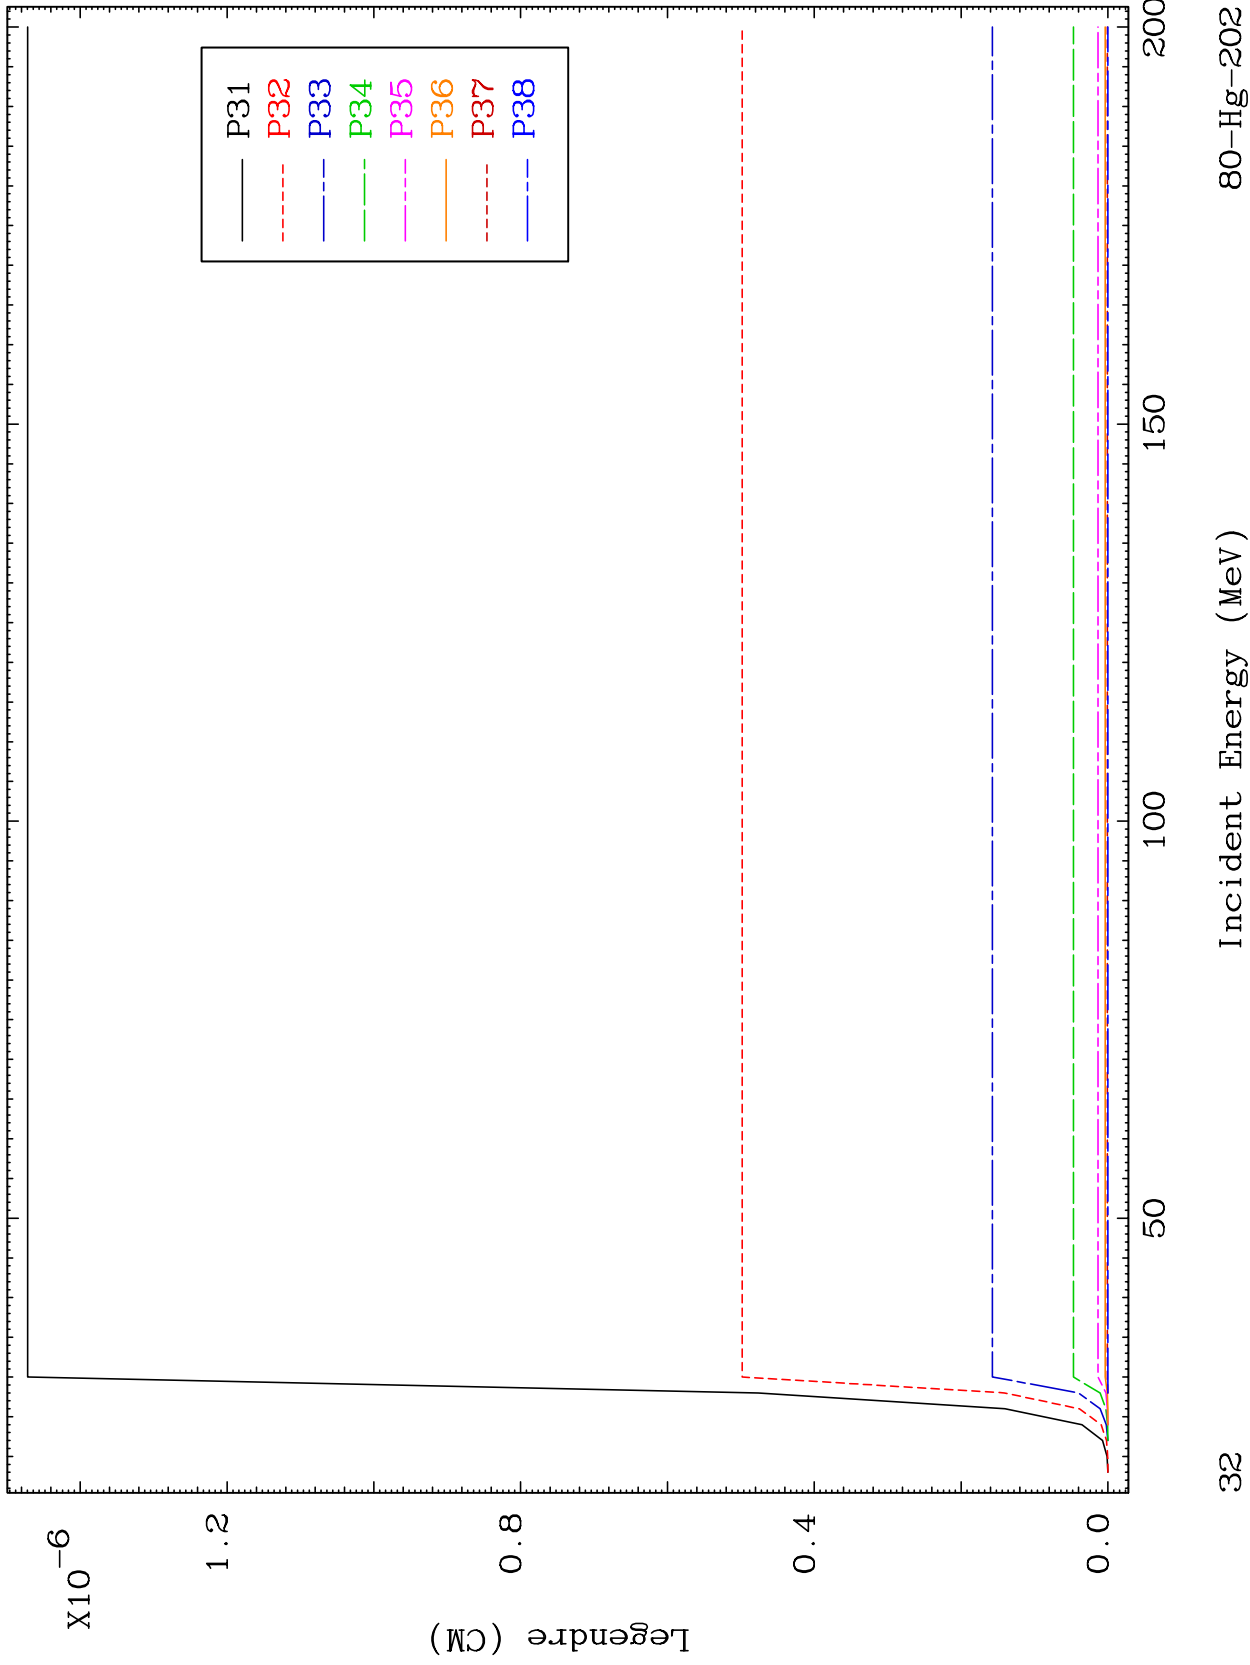 X10-6
1.2
0.8
0.4
0.0
Legendre (CM)
P31
P32
P33
P34
P35
P36
P37
P38
50
100
150
200
Incident Energy (MeV)
32
80-Hg-202